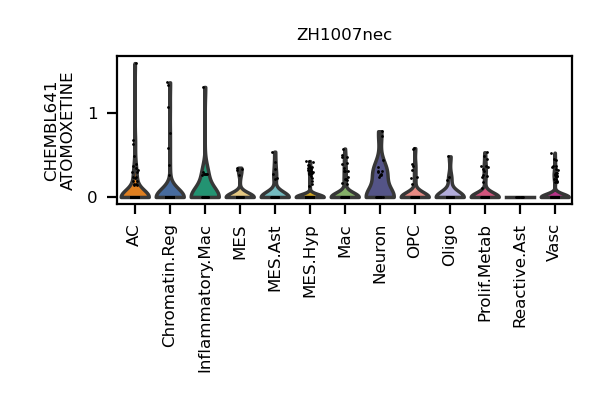 ZH1007nec
CHEMBL641
ATOMOXETINE
1
0
AC
Chromatin.Reg
Inflammatory.Mac
MES
MES.Ast
MES.Hyp
Mac
Neuron
OPC
Oligo
Prolif.Metab
Reactive.Ast
Vasc